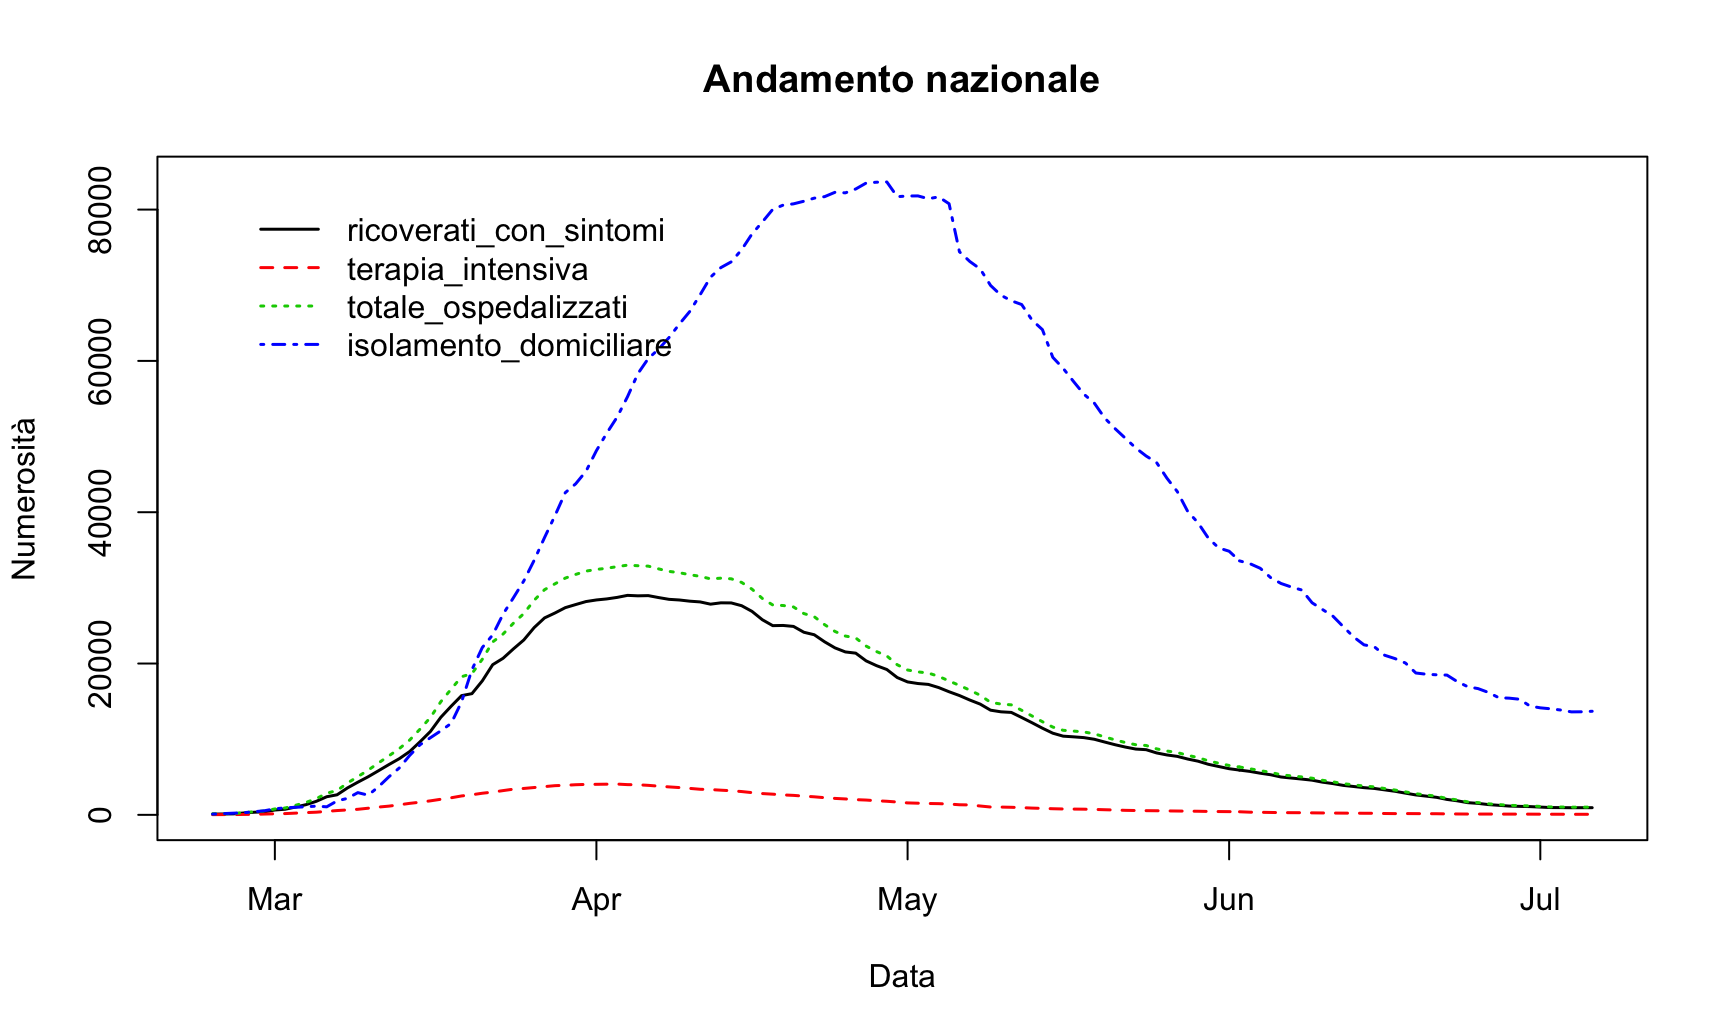 Andamento nazionale
ricoverati_con_sintomi
terapia_intensiva
totale_ospedalizzati
isolamento_domiciliare
Numerosità
80000
60000
40000
20000
0
Mar Apr May Jun Jul
Data